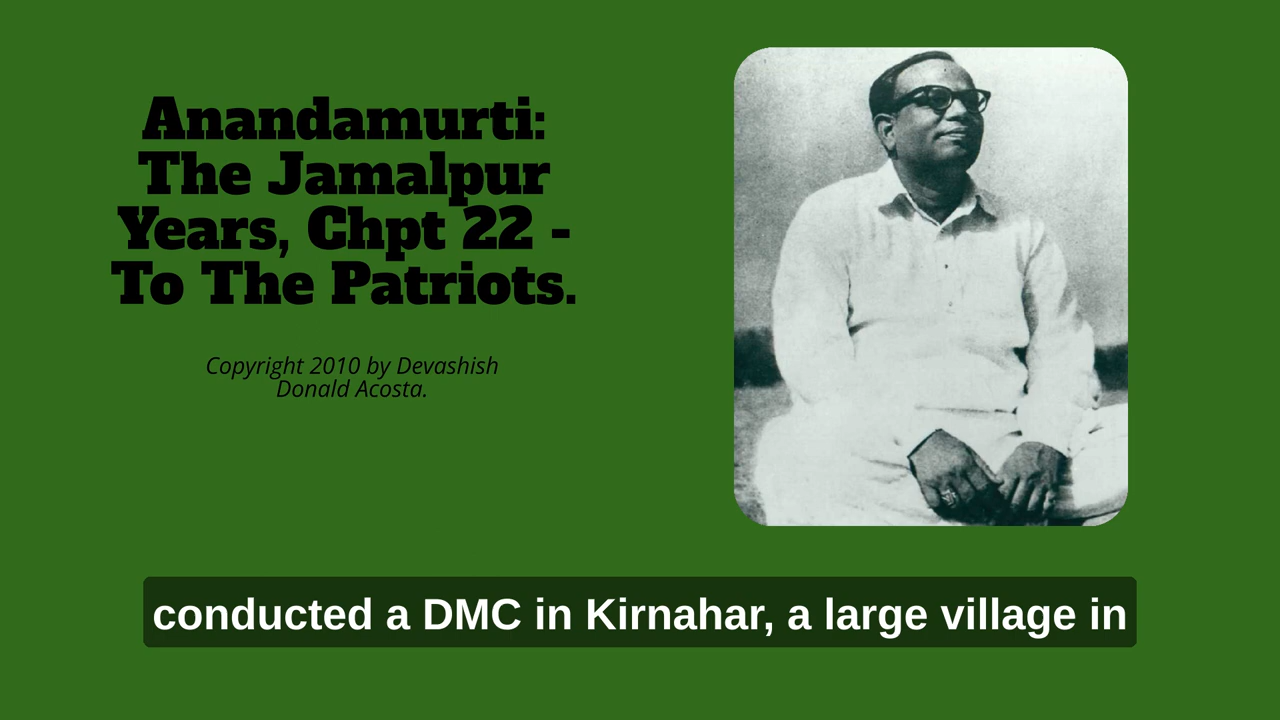 Anandamurti:
The Jamalpur
Years, Chpt 22 -
To The Patriots.
Copyright 2010 by Devashish
Donald Acosta.
conducted a DMC in Kirnahar, a large village in